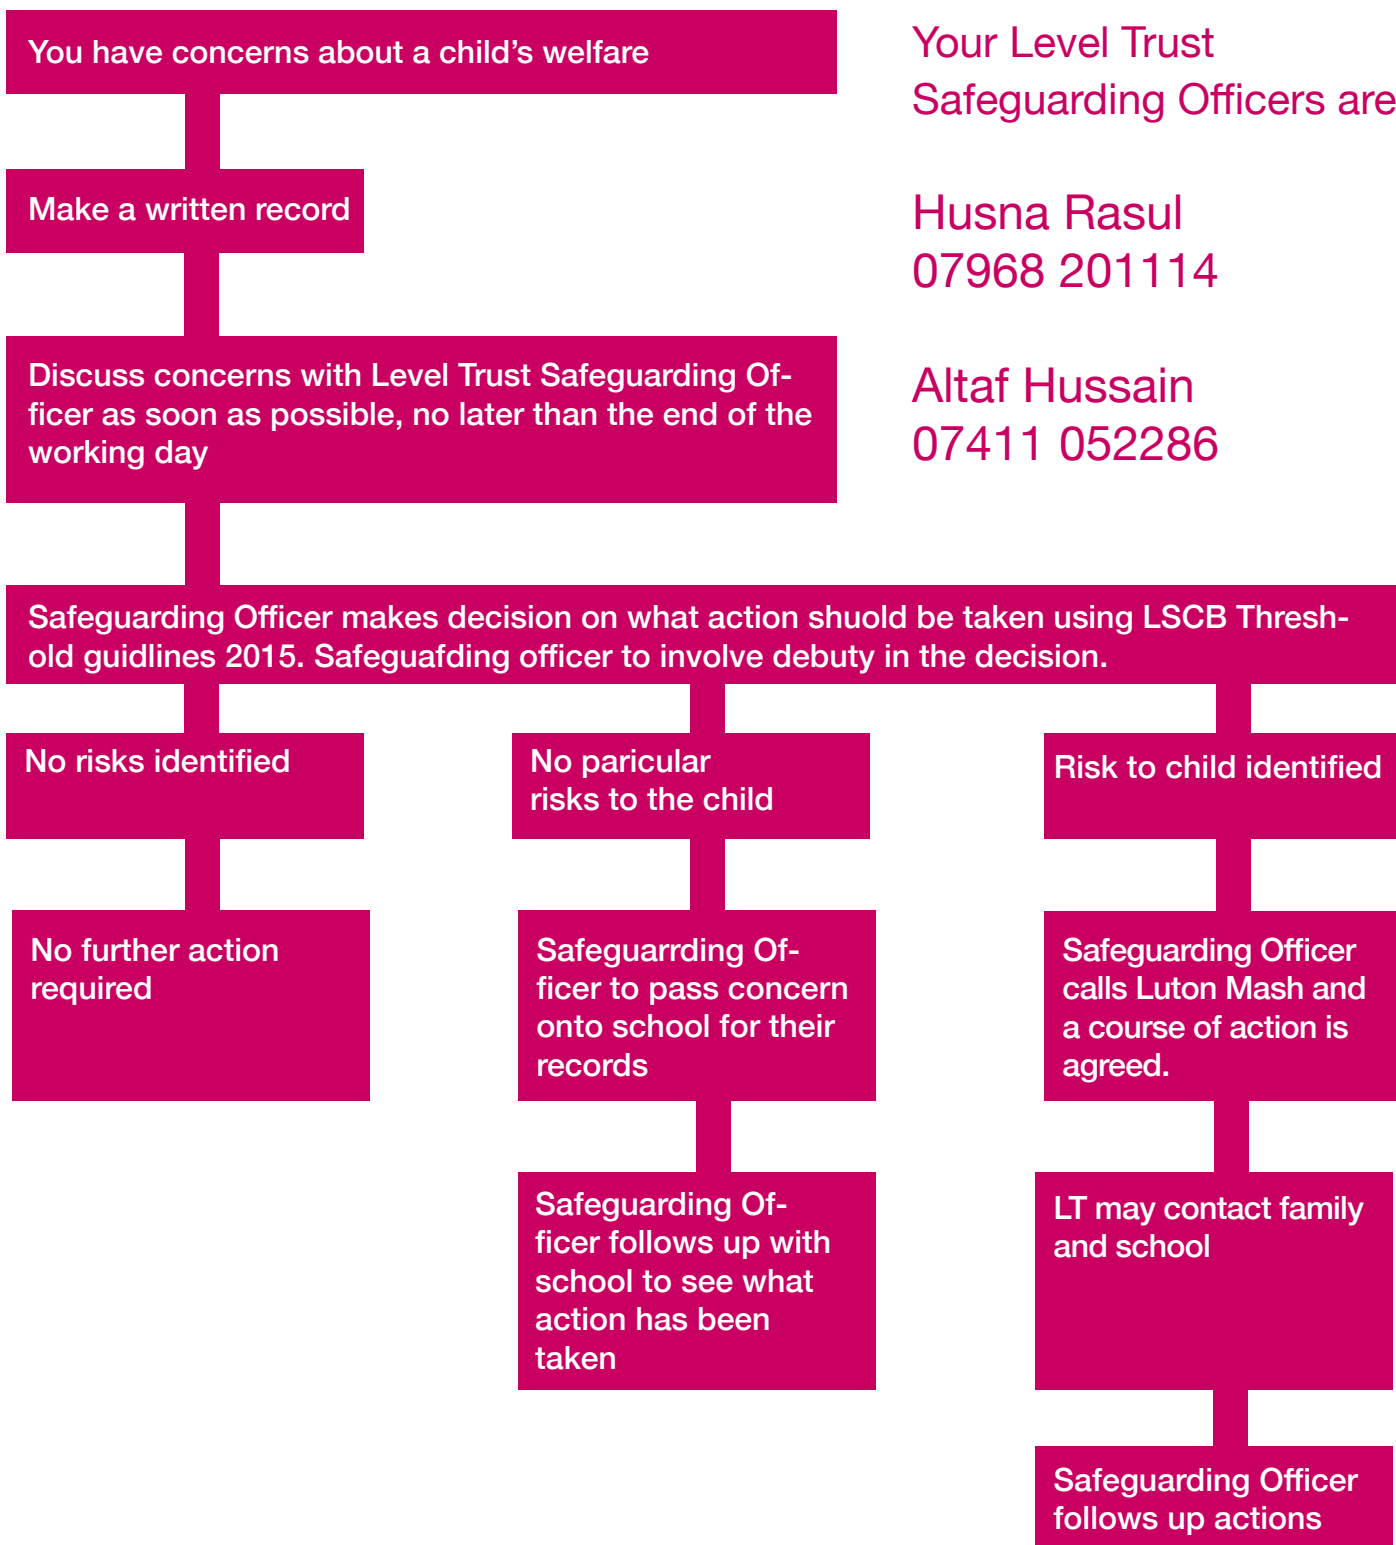 You have concerns about a child’s welfare
Your Level Trust
Safeguarding Officers are
Make a written record
Husna Rasul
07968 201114
Discuss concerns with Level Trust Safeguarding Of-
ficer as soon as possible, no later than the end of the
working day
Altaf Hussain
07411 052286
Safeguarding Officer makes decision on what action shuold be taken using LSCB Thresh-
old guidlines 2015. Safeguafding officer to involve debuty in the decision.
No risks identified
No further action
required
No paricular
risks to the child
Safeguarrding Of-
ficer to pass concern
onto school for their
records
Safeguarding Of-
ficer follows up with
school to see what
action has been
taken
Risk to child identified
Safeguarding Officer
calls Luton Mash and
a course of action is
agreed.
LT may contact family
and school
Safeguarding Officer
follows up actions